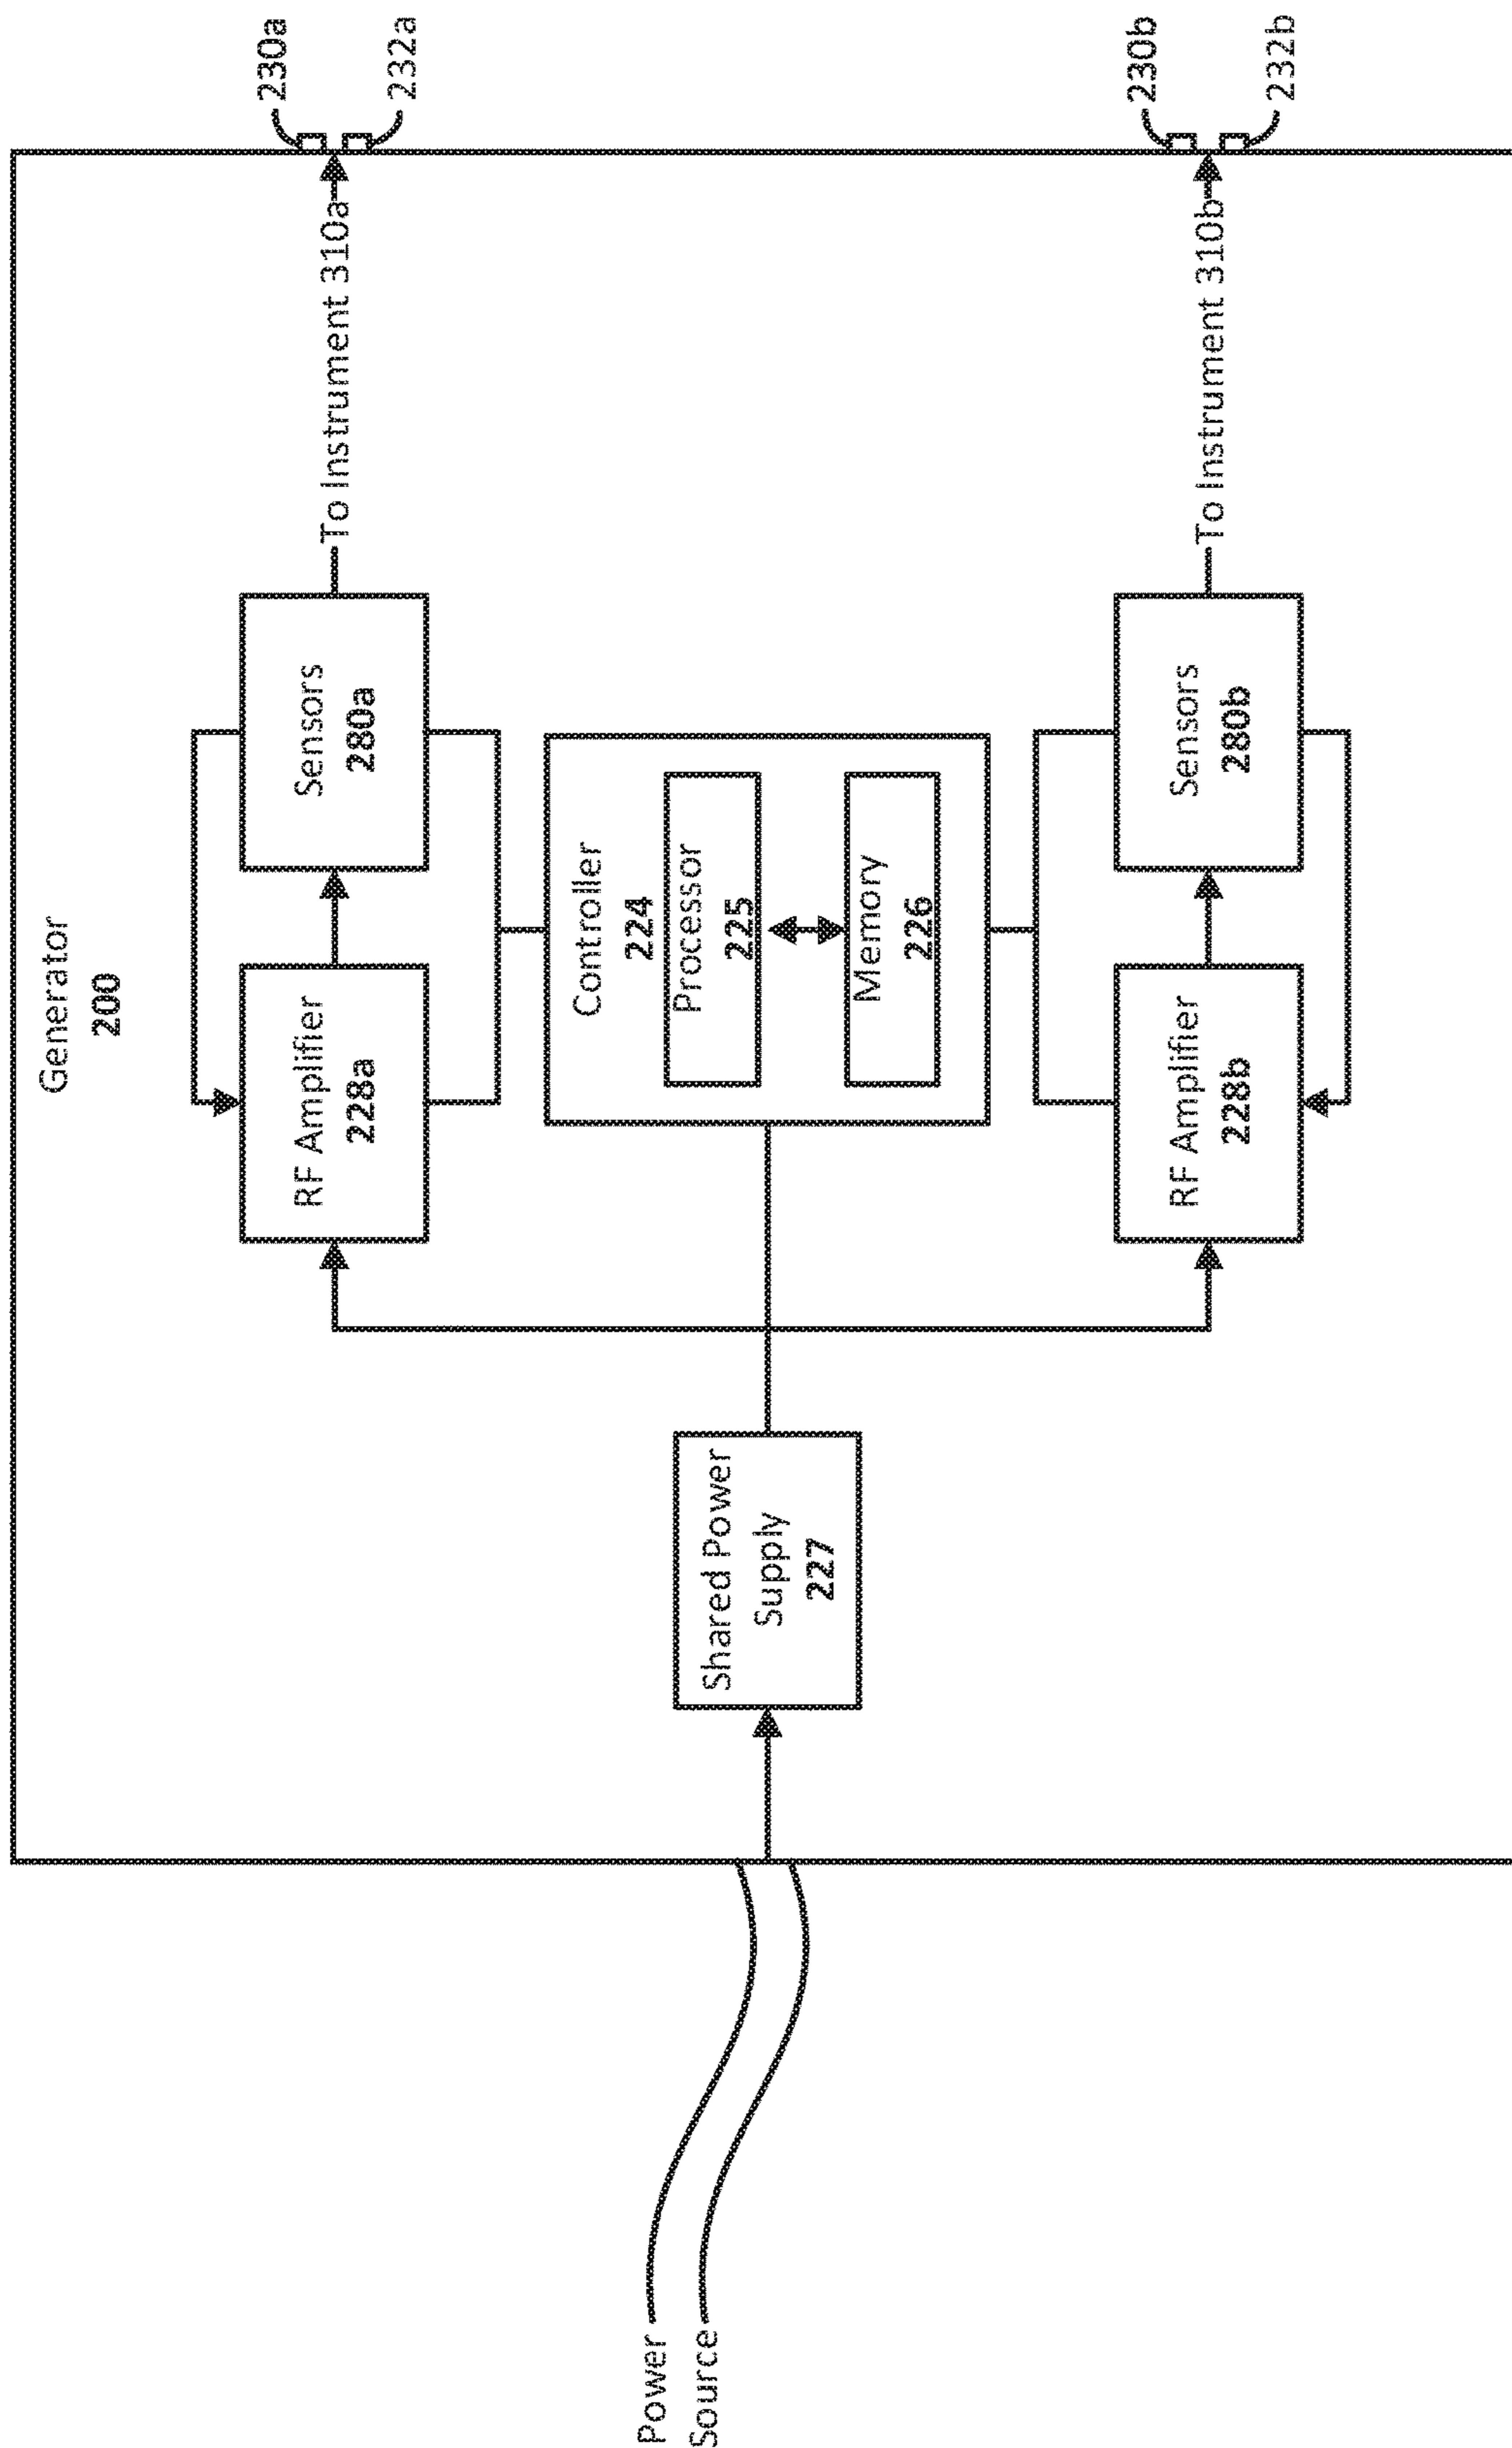 Generator
200
230a
232a
RF Amplifier
228a
Sensors
280a
To Instrument 310a
Power
Source
Shared Power
Supply
227
Controller
224
Processor
225
Memory
226
RF Amplifier
228b
Sensors
280b
To Instrument 310b
230b
232b